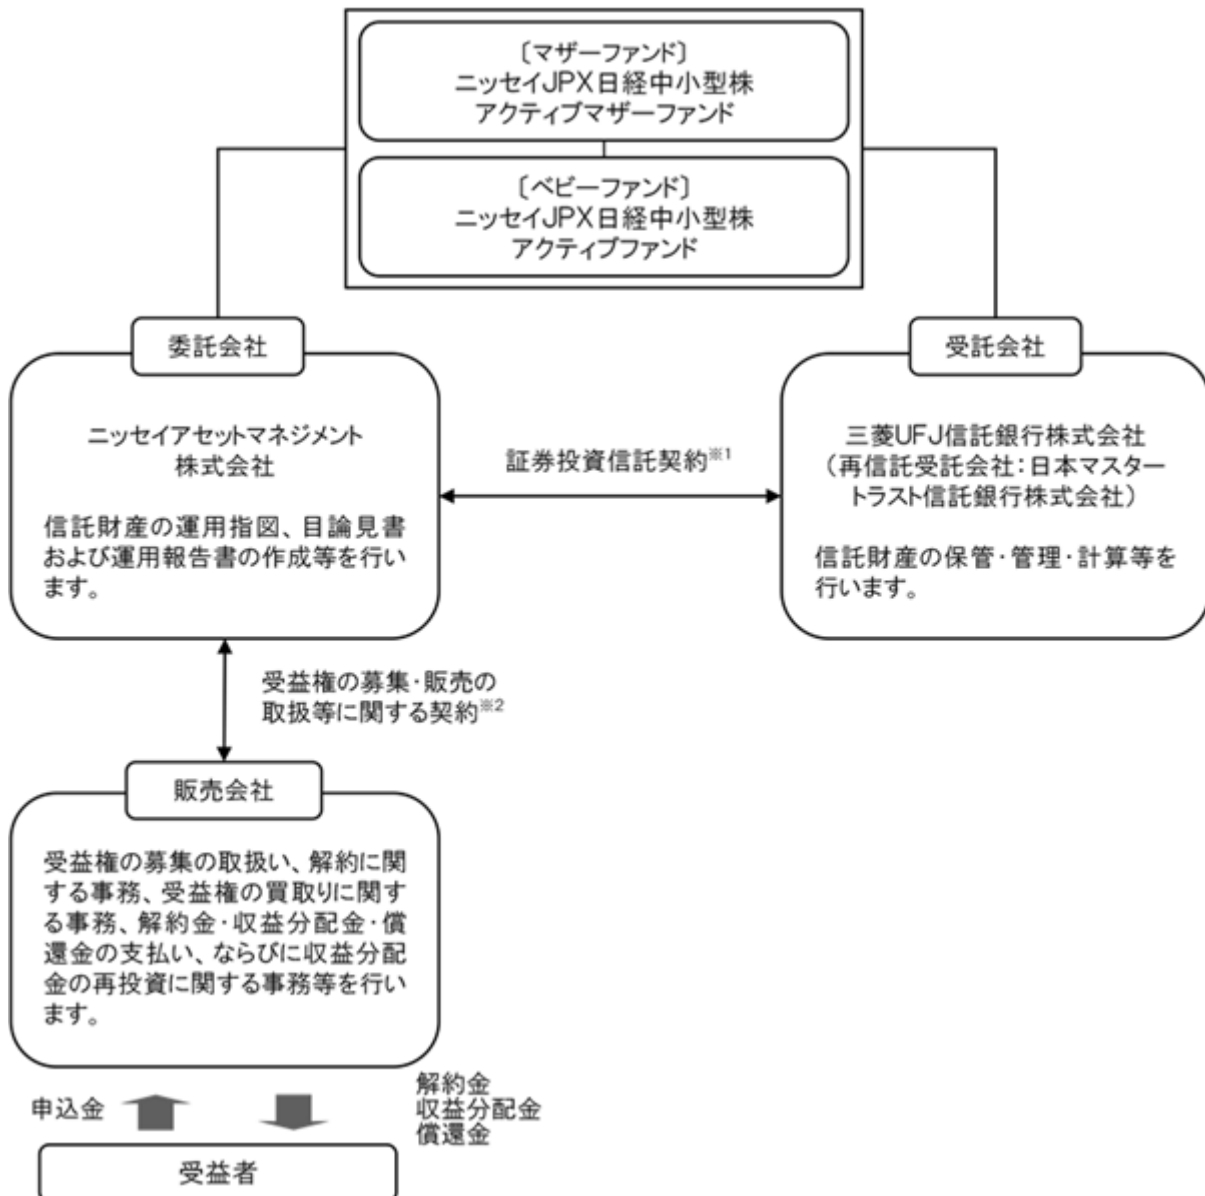 〔マザーファンド〕
ニッセイJPX日経中小型株
アクティブマザーファンド
〔ベビーファンド〕
ニッセイJPX日経中小型株
アクティブファンド
委託会社
ニッセイアセットマネジメント
株式会社
信託財産の運用指図、目論見書
および運用報告書の作成等を行い
ます。
証券投資信託契約※1
受託会社
三菱UFJ信託銀行株式会社
（再信託受託会社：日本マスター
トラスト信託銀行株式会社）
信託財産の保管・管理・計算等を
行います。
受益権の募集・販売の
取扱等に関する契約※2
販売会社
受益権の募集の取扱い、解約に関
する事務、受益権の買取りに関す
る事務、解約金・収益分配金・償
還金の支払い、ならびに収益分配
金の再投資に関する事務等を行い
ます。
申込金
解約金
収益分配金
償還金
受益者